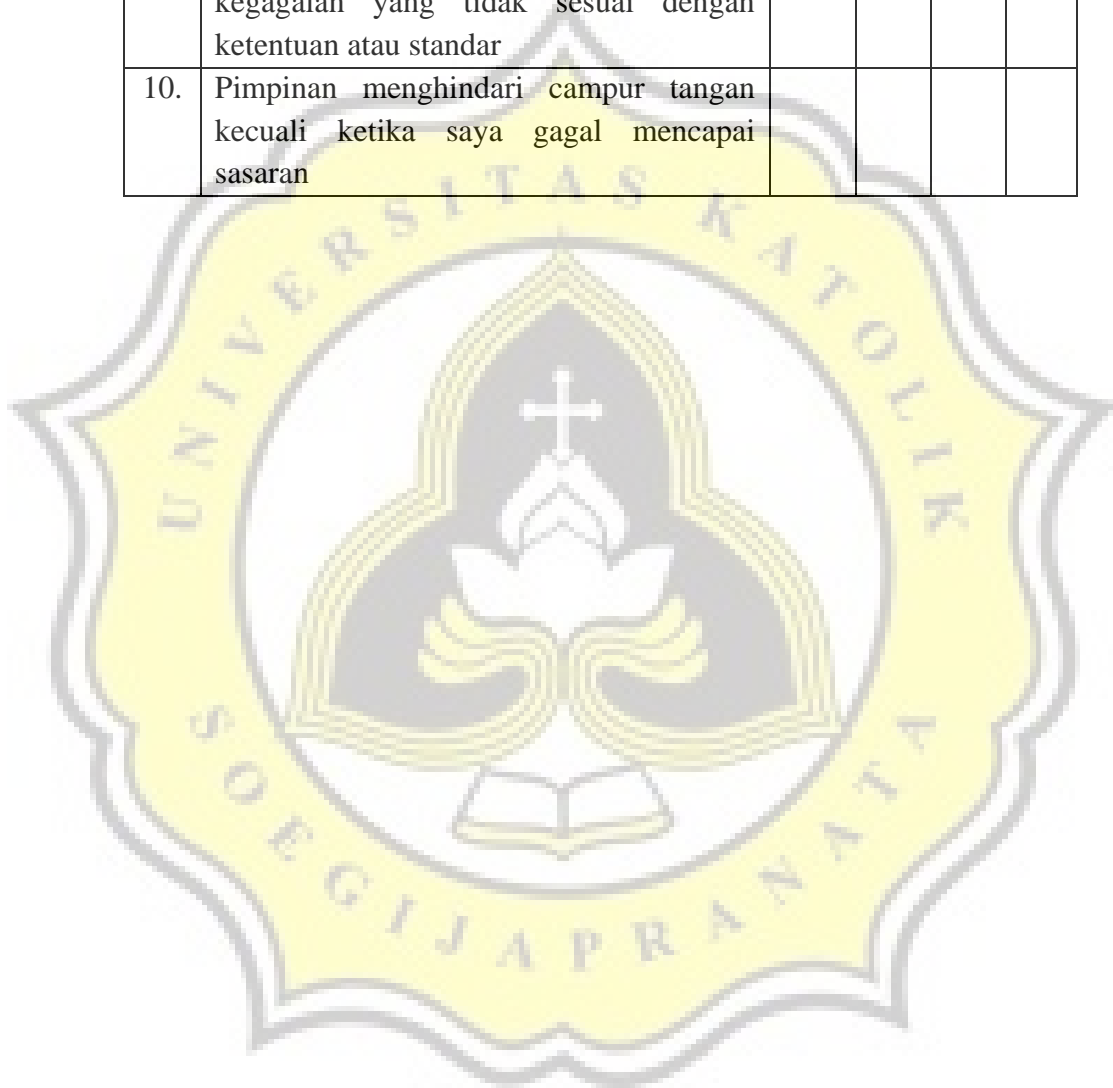 kegagalan yang tidak sesuai dengan
ketentuan atau standar
10. Pimpinan menghindari campur tangan
kecuali ketika saya gagal mencapai
sasaran
UNIVERSITAS KATOLIK
SOEGIJAPRANATA